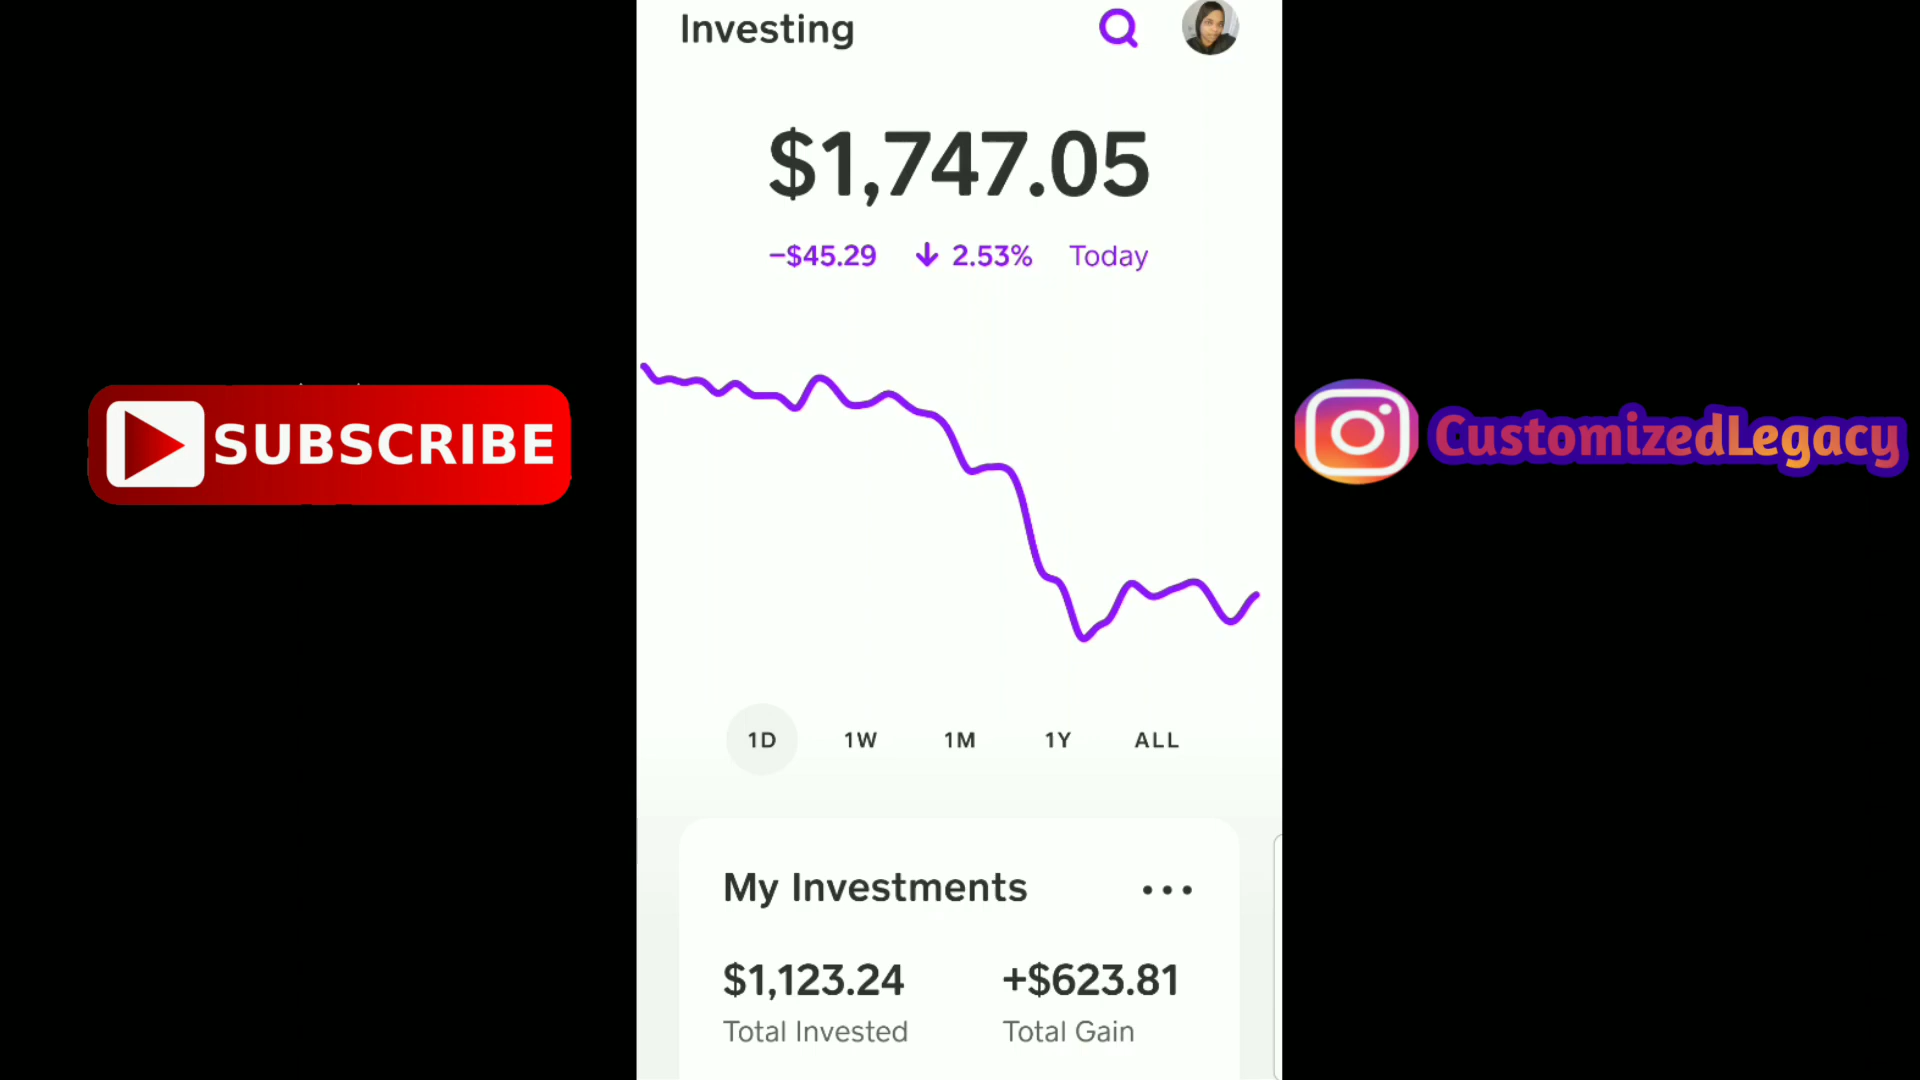 Investing
$1,747.05
–$45.29 ↓ 2.53% Today
SUBSCRIBE
CustomizedLegacy
1D 1W 1M 1Y ALL
My Investments
$1,123.24 +$623.81
Total Invested Total Gain